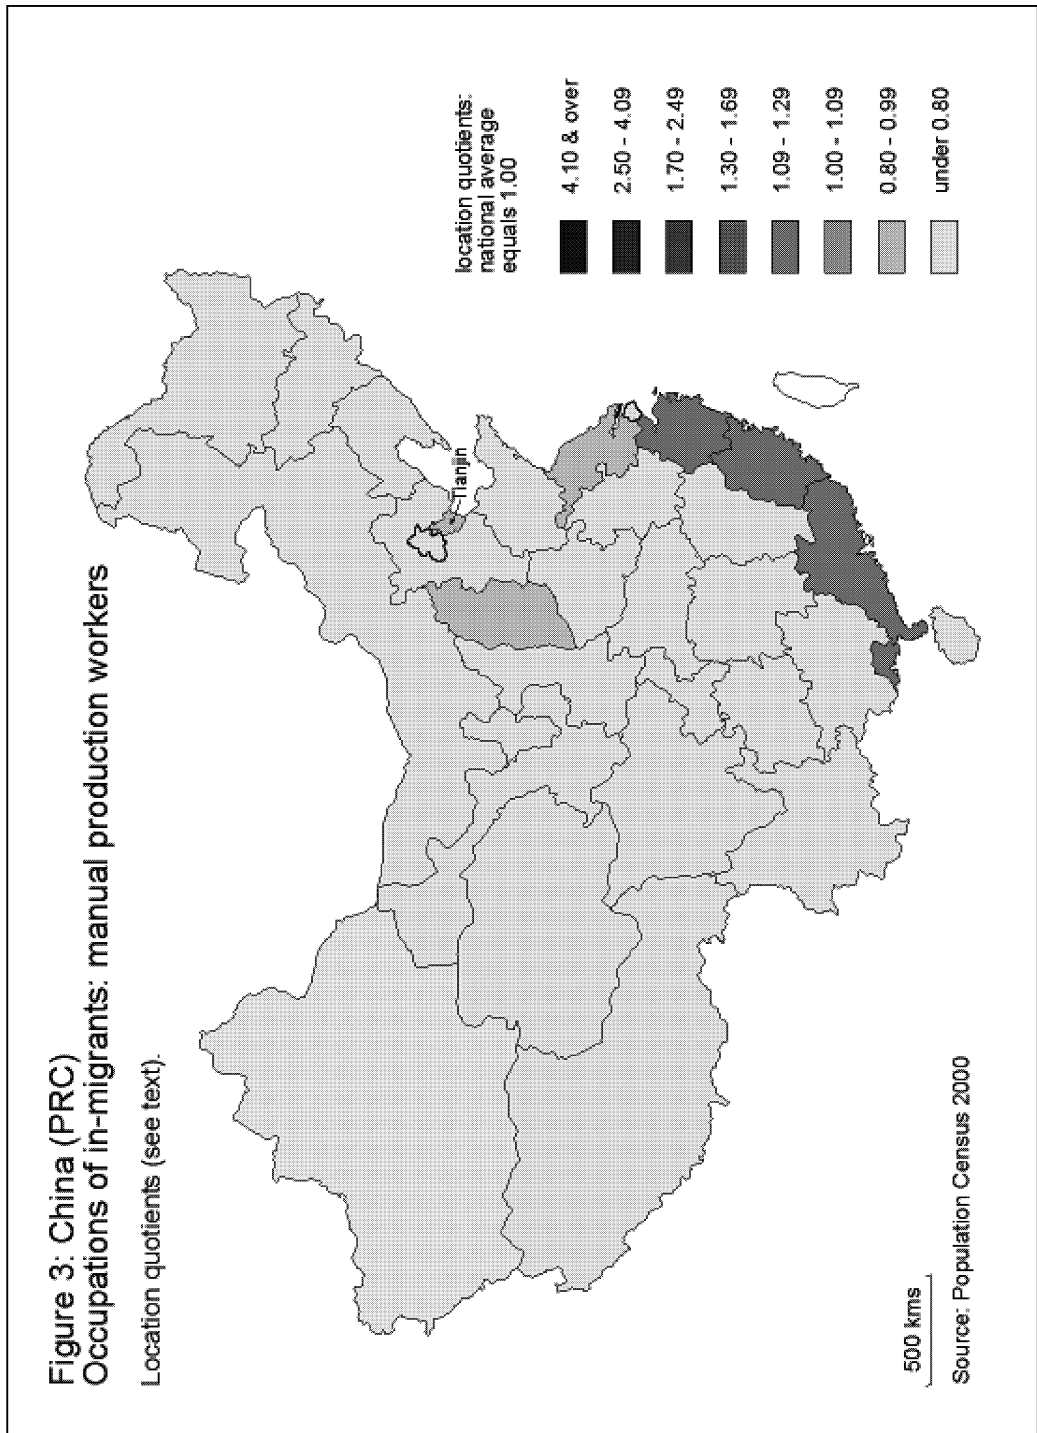 Figure 3: China (PRC)
Occupations of in-migrants: manual production workers
Location quotients (see text).
Tianjin
location quotients:
national average
equals 1.00
4.10 & over
2.50 - 4.09
1.70 - 2.49
1.30 - 1.69
1.09 - 1.29
1.00 - 1.09
0.80 - 0.99
under 0.80
500 kms
Source: Population Census 2000